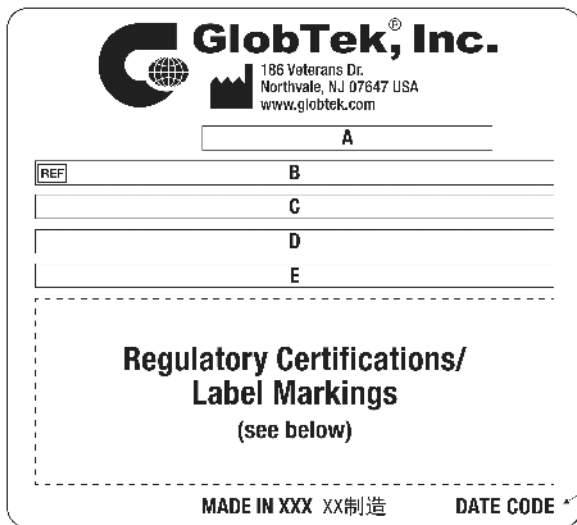 GlobTek,® Inc.
186 Veterans Dr.
Northvale, NJ 07647 USA
www.globtek.com
A
REF B
C
D
E
Regulatory Certifications/
Label Markings
(see below)
MADE IN XXX XX制造 DATE CODE